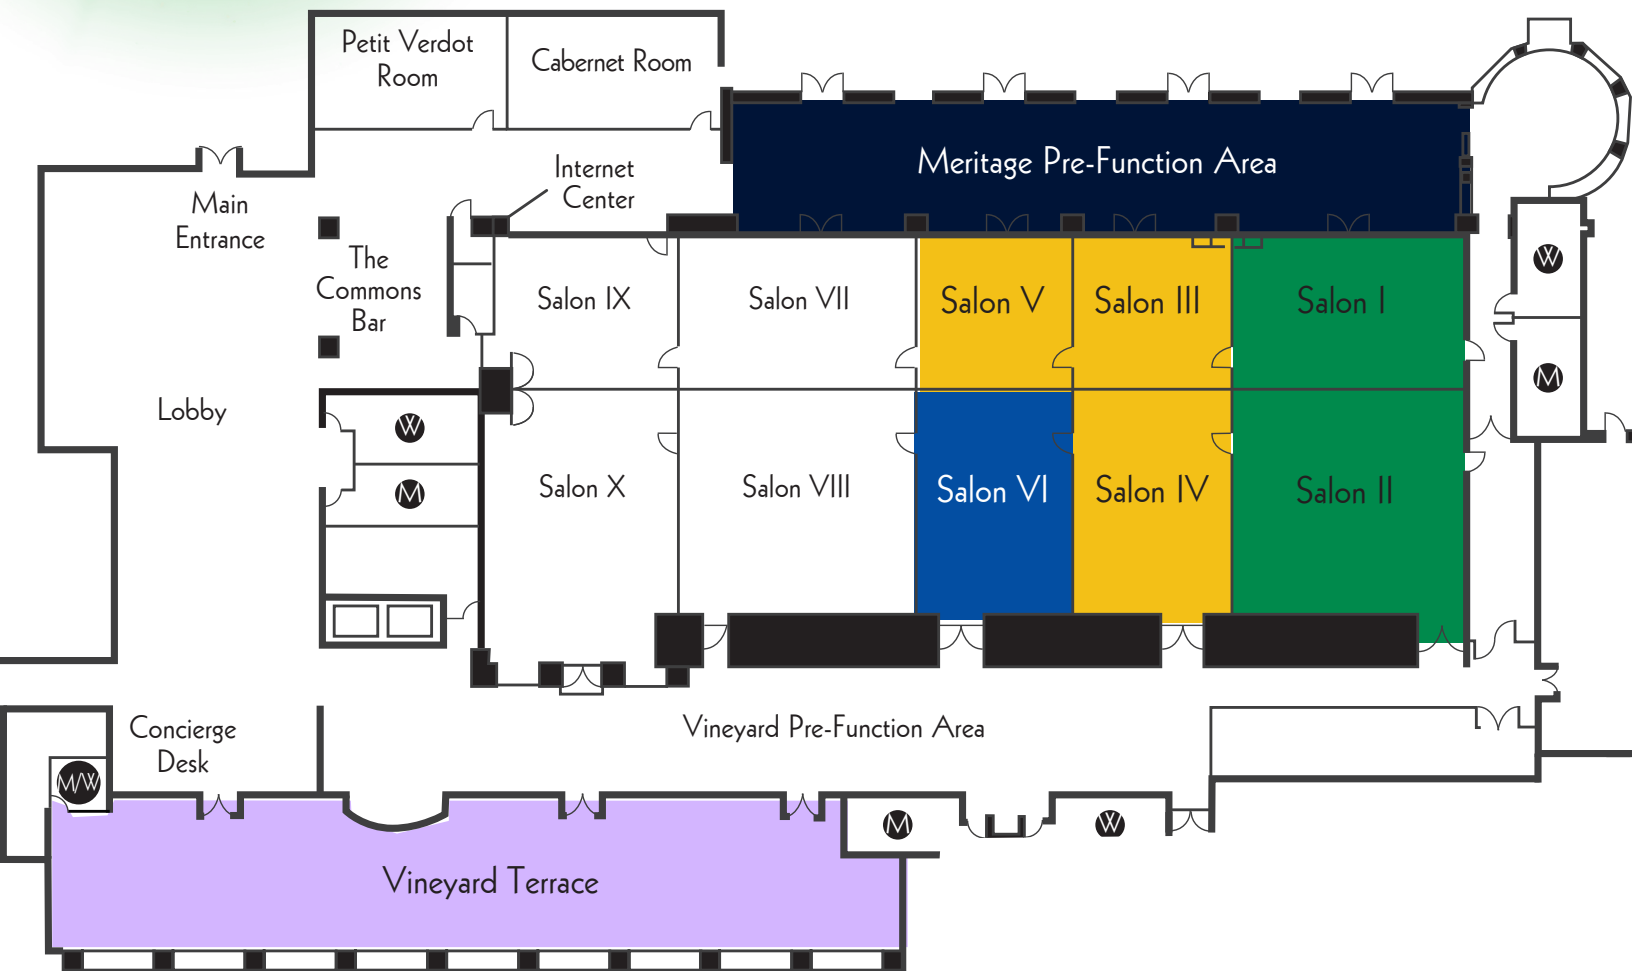 Petit Verdot
Room
Cabernet Room
Meritage Pre-Function Area
Internet
Center
Main
Entrance
The
Commons
Bar
Salon IX
Salon VII
Salon V
Salon III
Salon I
W
M
Lobby
W
M
Salon X
Salon VIII
Salon VI
Salon IV
Salon II
Concierge
Desk
Vineyard Pre-Function Area
M/W
M
W
Vineyard Terrace